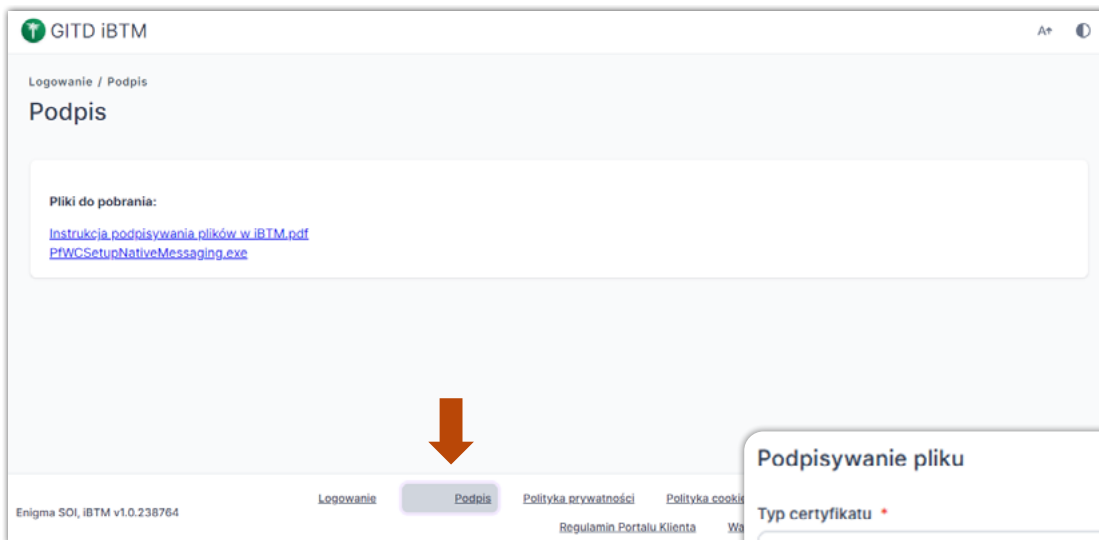 GITD iBTM
A+
Logowanie / Podpis
Podpis
Pliki do pobrania:
Instrukcja podpisywania plików w iBTM.pdf
PfWCSetupNativeMessaging.exe
Enigma SOI, iBTM v1.0.238764
Logowanie Podpis Polityka prywatności Polityka cookie
Regulamin Portalu Klienta Wa
Podpisywanie pliku
Typ certyfikatu *